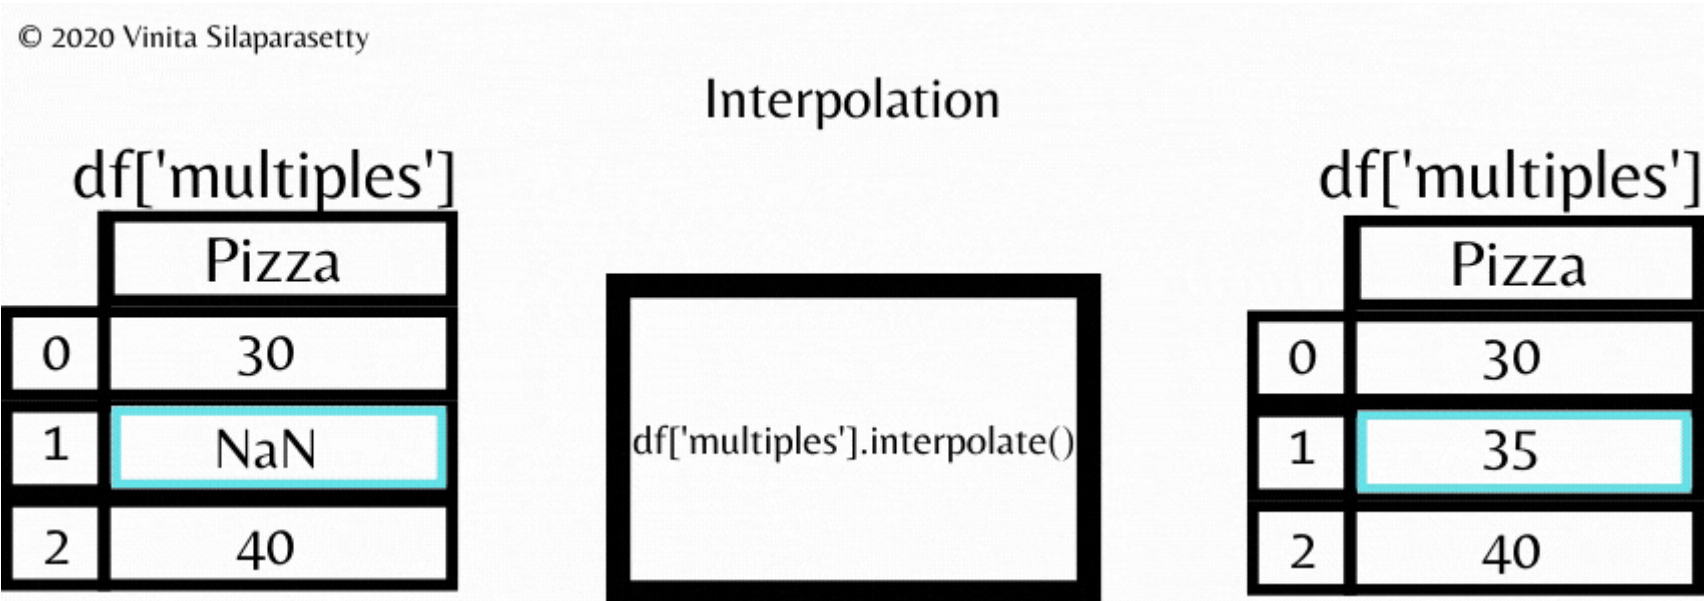 © 2020 Vinita Silaparasetty
Interpolation
df['multiples']
Pizza
0 30
1 NaN
2 40
df['multiples'].interpolate()
df['multiples']
Pizza
0 30
1 35
2 40